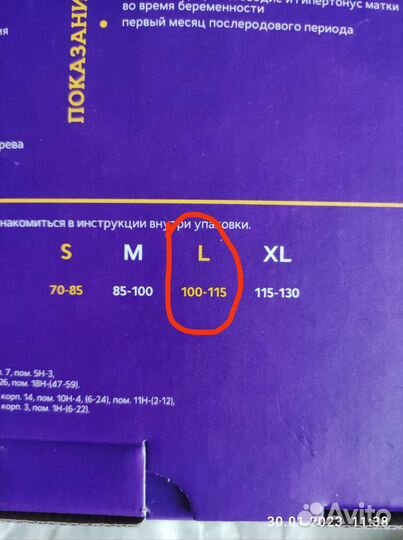 во время беременности
первый месяц послеродового периода
ПОКАЗАНИ
накомиться в инструкции внутри упаковки.
S M L XL
70-85 85-100 100-115 115-130
. 7, пом. 5Н-3,
26, пом. 18Н-(47-59).
корп. 14, пом. 10Н-4, (6-24), пом. 11Н-(2-12),
корп. 3, пом. 1Н-(6-22).
30.01.2023 11:38
Avito